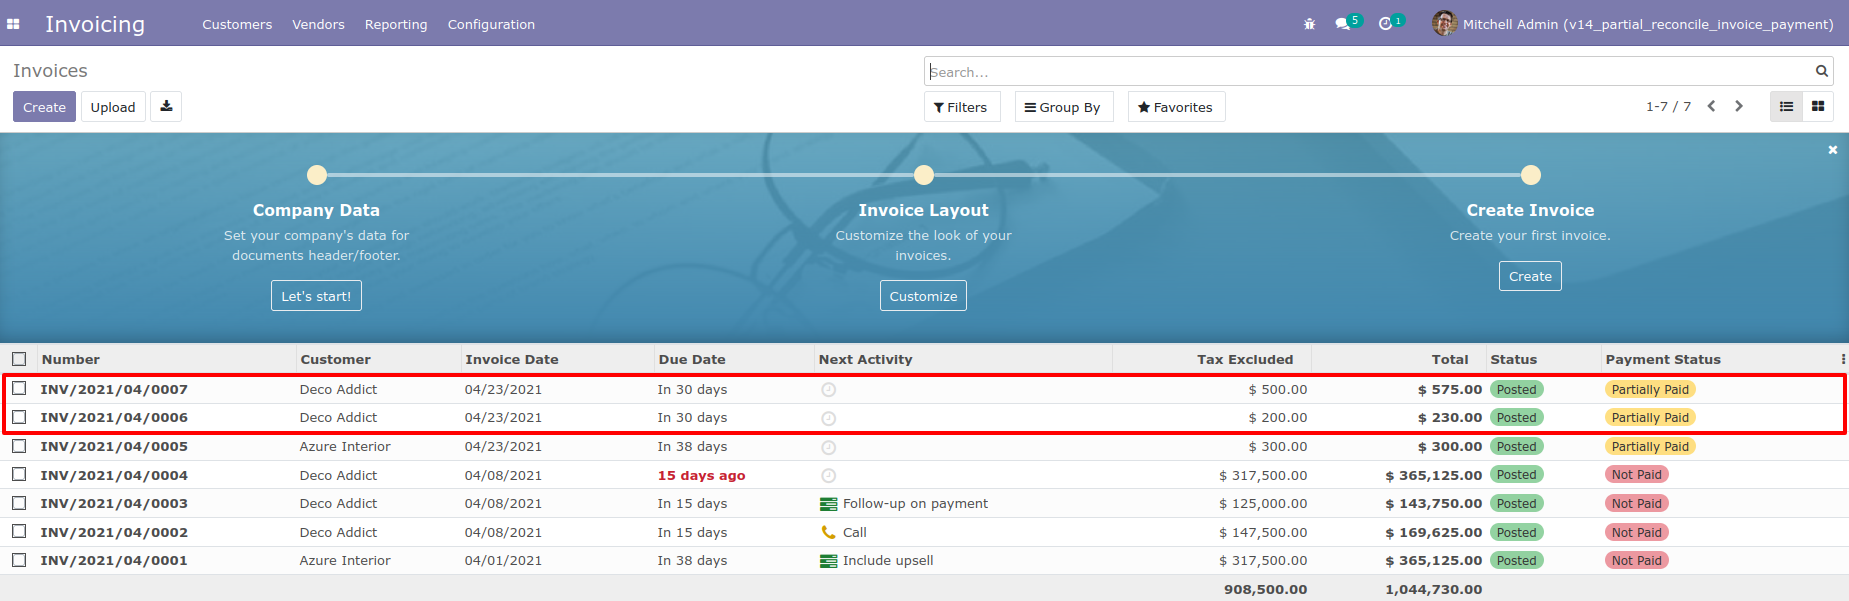 Invoicing Customers Vendors Reporting Configuration 5 1 Mitchell Admin (v14_partial_reconcile_invoice_payment)
Invoices
Search...
Create Upload Filters Group By Favorites 1-7 / 7
Company Data
Set your company's data for
documents header/footer.
Let's start!
Invoice Layout
Customize the look of your
invoices.
Customize
Create Invoice
Create your first invoice.
Create
Number Customer Invoice Date Due Date Next Activity Tax Excluded Total Status Payment Status
INV/2021/04/0007 Deco Addict 04/23/2021 In 30 days $ 500.00 $ 575.00 Posted Partially Paid
INV/2021/04/0006 Deco Addict 04/23/2021 In 30 days $ 200.00 $ 230.00 Posted Partially Paid
INV/2021/04/0005 Azure Interior 04/23/2021 In 38 days $ 300.00 $ 300.00 Posted Partially Paid
INV/2021/04/0004 Deco Addict 04/08/2021 15 days ago $ 317,500.00 $ 365,125.00 Posted Not Paid
INV/2021/04/0003 Deco Addict 04/08/2021 In 15 days Follow-up on payment $ 125,000.00 $ 143,750.00 Posted Not Paid
INV/2021/04/0002 Deco Addict 04/08/2021 In 15 days Call $ 147,500.00 $ 169,625.00 Posted Not Paid
INV/2021/04/0001 Azure Interior 04/01/2021 In 38 days Include upsell $ 317,500.00 $ 365,125.00 Posted Not Paid
908,500.00 1,044,730.00